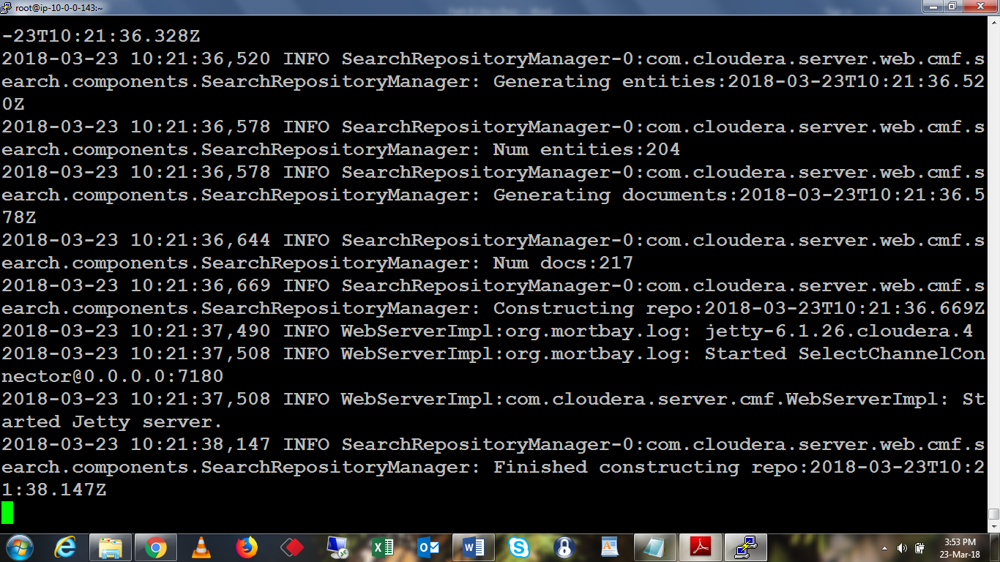 root@ip-10-0-0-143:~
-23T10:21:36.328Z
2018-03-23 10:21:36,520 INFO SearchRepositoryManager-0:com.cloudera.server.web.cmf.s
earch.components.SearchRepositoryManager: Generating entities:2018-03-23T10:21:36.52
0Z
2018-03-23 10:21:36,578 INFO SearchRepositoryManager-0:com.cloudera.server.web.cmf.s
earch.components.SearchRepositoryManager: Num entities:204
2018-03-23 10:21:36,578 INFO SearchRepositoryManager-0:com.cloudera.server.web.cmf.s
earch.components.SearchRepositoryManager: Generating documents:2018-03-23T10:21:36.5
78Z
2018-03-23 10:21:36,644 INFO SearchRepositoryManager-0:com.cloudera.server.web.cmf.s
earch.components.SearchRepositoryManager: Num docs:217
2018-03-23 10:21:36,669 INFO SearchRepositoryManager-0:com.cloudera.server.web.cmf.s
earch.components.SearchRepositoryManager: Constructing repo:2018-03-23T10:21:36.669Z
2018-03-23 10:21:37,490 INFO WebServerImpl:org.mortbay.log: jetty-6.1.26.cloudera.4
2018-03-23 10:21:37,508 INFO WebServerImpl:org.mortbay.log: Started SelectChannelCon
nector@0.0.0.0:7180
2018-03-23 10:21:37,508 INFO WebServerImpl:com.cloudera.server.cmf.WebServerImpl: St
arted Jetty server.
2018-03-23 10:21:38,147 INFO SearchRepositoryManager-0:com.cloudera.server.web.cmf.s
earch.components.SearchRepositoryManager: Finished constructing repo:2018-03-23T10:2
1:38.147Z
3:53 PM
23-Mar-18